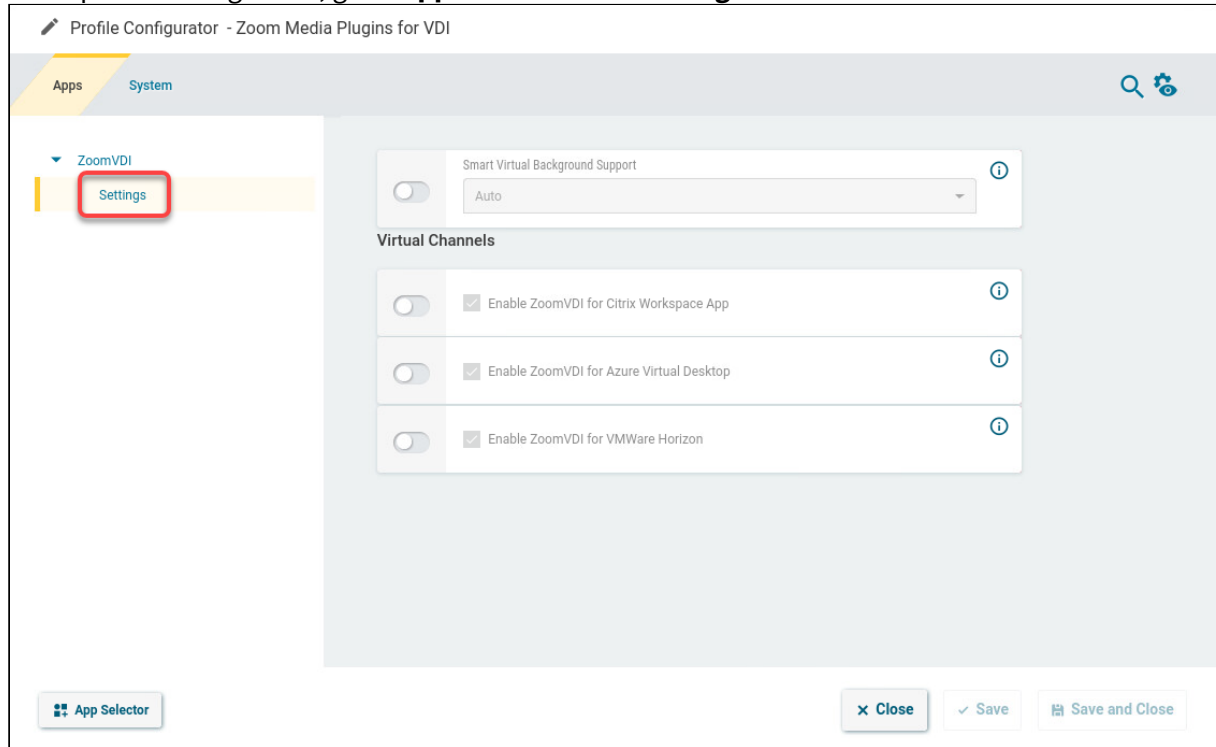 Profile Configurator - Zoom Media Plugins for VDI
Apps
System
ZoomVDI
Settings
Smart Virtual Background Support
Auto
Virtual Channels
Enable ZoomVDI for Citrix Workspace App
Enable ZoomVDI for Azure Virtual Desktop
Enable ZoomVDI for VMWare Horizon
App Selector
Close
Save
Save and Close